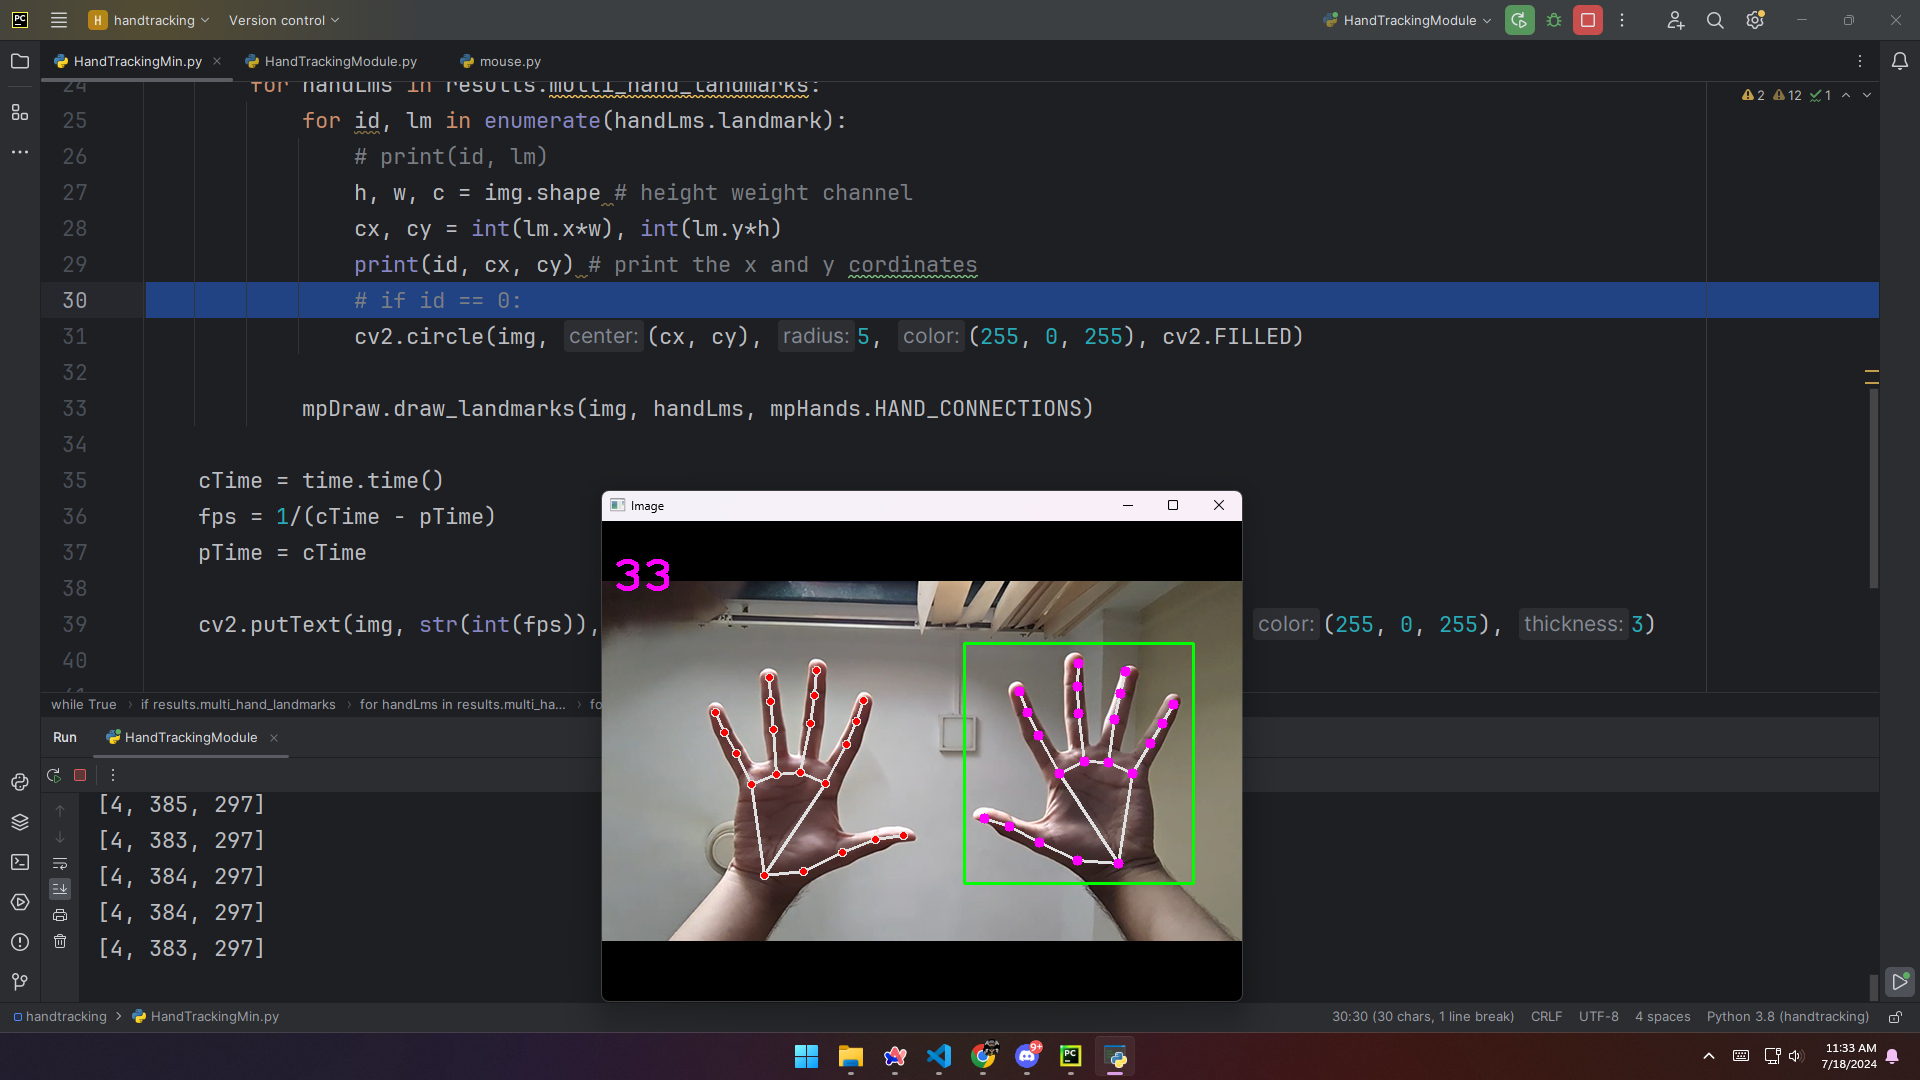 PC
H handtracking
Version control
HandTrackingModule
HandTrackingMin.py
HandTrackingModule.py
mouse.py
2 12 1
24 for handLms in results.multi_hand_landmarks:
25 for id, lm in enumerate(handLms.landmark):
26 # print(id, lm)
27 h, w, c = img.shape # height weight channel
28 cx, cy = int(lm.x*w), int(lm.y*h)
29 print(id, cx, cy) # print the x and y cordinates
30 # if id == 0:
31 cv2.circle(img, center: (cx, cy), radius: 5, color: (255, 0, 255), cv2.FILLED)
32
33 mpDraw.draw_landmarks(img, handLms, mpHands.HAND_CONNECTIONS)
34
35 cTime = time.time()
36 fps = 1/(cTime - pTime)
37 pTime = cTime
38
39 cv2.putText(img, str(int(fps)), color: (255, 0, 255), thickness: 3)
40
Image
33
while True > if results.multi_hand_landmarks > for handLms in results.multi_ha... > fo
Run HandTrackingModule
[4, 385, 297]
[4, 383, 297]
[4, 384, 297]
[4, 384, 297]
[4, 383, 297]
handtracking > HandTrackingMin.py
30:30 (30 chars, 1 line break) CRLF UTF-8 4 spaces Python 3.8 (handtracking)
9+
PC
11:33 AM
7/18/2024